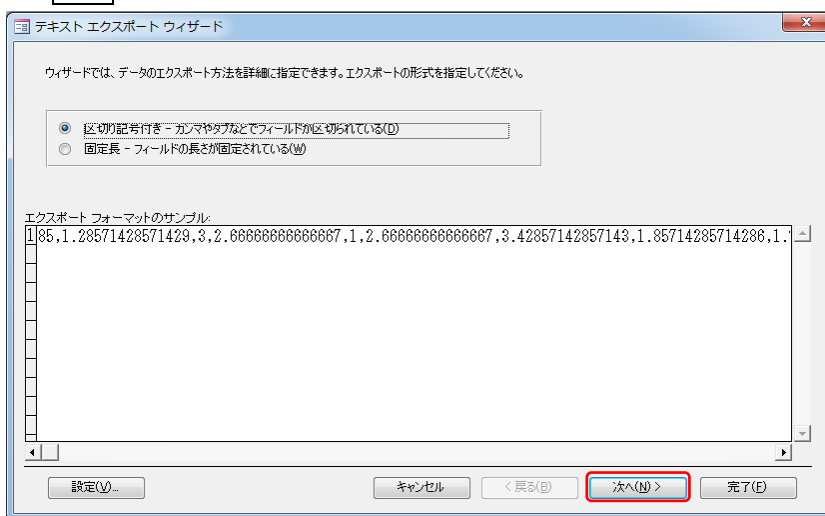 テキスト エクスポート ウィザード
ウィザードでは、データのエクスポート方法を詳細に指定できます。エクスポートの形式を指定してください。
区切り記号付き - カンマやタブなどでフィールドが区切られている(D)
固定長 - フィールドの長さが固定されている(W)
エクスポート フォーマットのサンプル:
1 85,1.28571428571429,3,2.66666666666667,1,2.66666666666667,3.42857142857143,1.85714285714286,1.
設定(V)...
キャンセル
< 戻る(B)
次へ(N) >
完了(F)